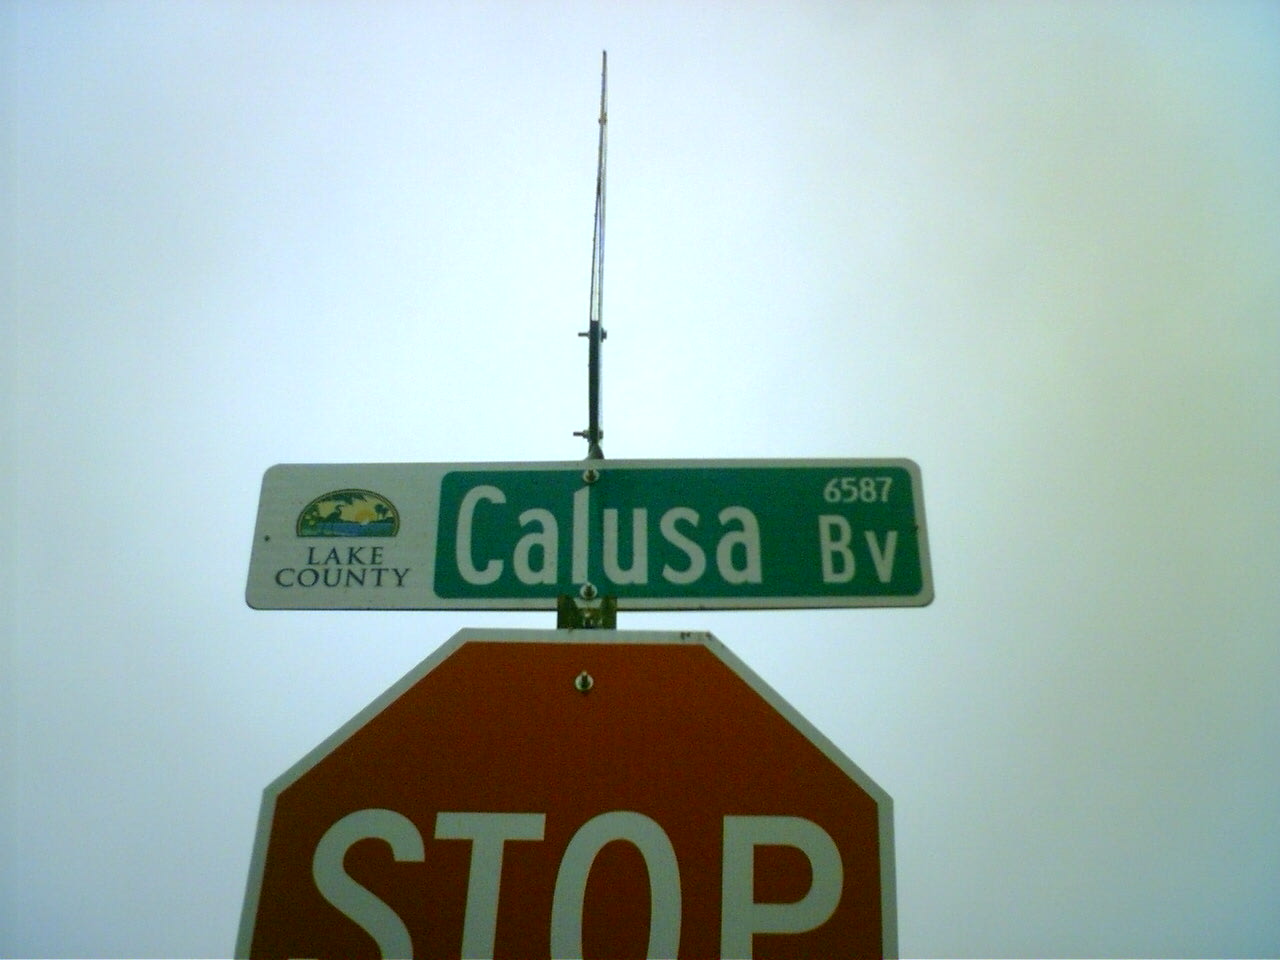 LAKE
COUNTY
Calusa Bv
6587
STOP